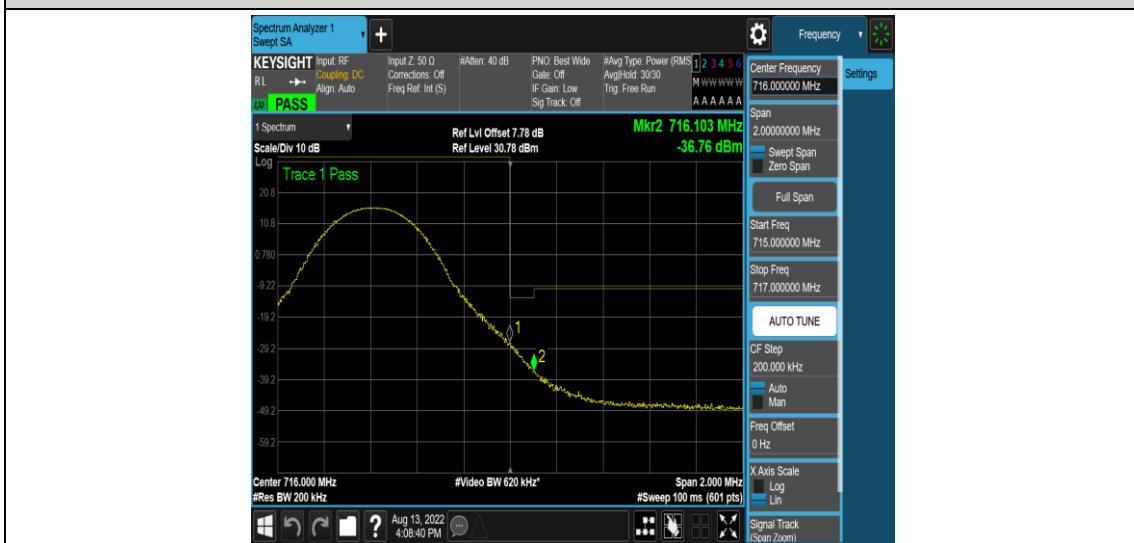 Spectrum Analyzer 1
Swept SA
+
Frequency
KEYSIGHT
RL
PASS
Input: RF
Coupling: DC
Align: Auto
Input Z: 50 Ω
Corrections: Off
Freq Ref: Int (S)
#Atten: 40 dB
PNO: Best Wide
Gate: Off
IF Gain: Low
Sig Track: Off
#Avg Type: Power (RMS
Avg|Hold: 30/30
Trig: Free Run
1 2 3 4 5 6
M W W W W W
A A A A A A
1 Spectrum
Scale/Div 10 dB
Ref Lvl Offset 7.78 dB
Ref Level 30.78 dBm
Mkr2 716.103 MHz
-36.76 dBm
Log
Trace 1 Pass
20.8
10.8
0.780
-9.22
-19.2
-29.2
-39.2
-49.2
-59.2
1
2
Center 716.000 MHz
#Res BW 200 kHz
#Video BW 620 kHz*
Span 2.000 MHz
#Sweep 100 ms (601 pts)
Center Frequency
716.000000 MHz
Settings
Span
2.00000000 MHz
Swept Span
Zero Span
Full Span
Start Freq
715.000000 MHz
Stop Freq
717.000000 MHz
AUTO TUNE
CF Step
200.000 kHz
Auto
Man
Freq Offset
0 Hz
X Axis Scale
Log
Lin
Signal Track
(Span Zoom)
?
Aug 13, 2022
4:08:40 PM